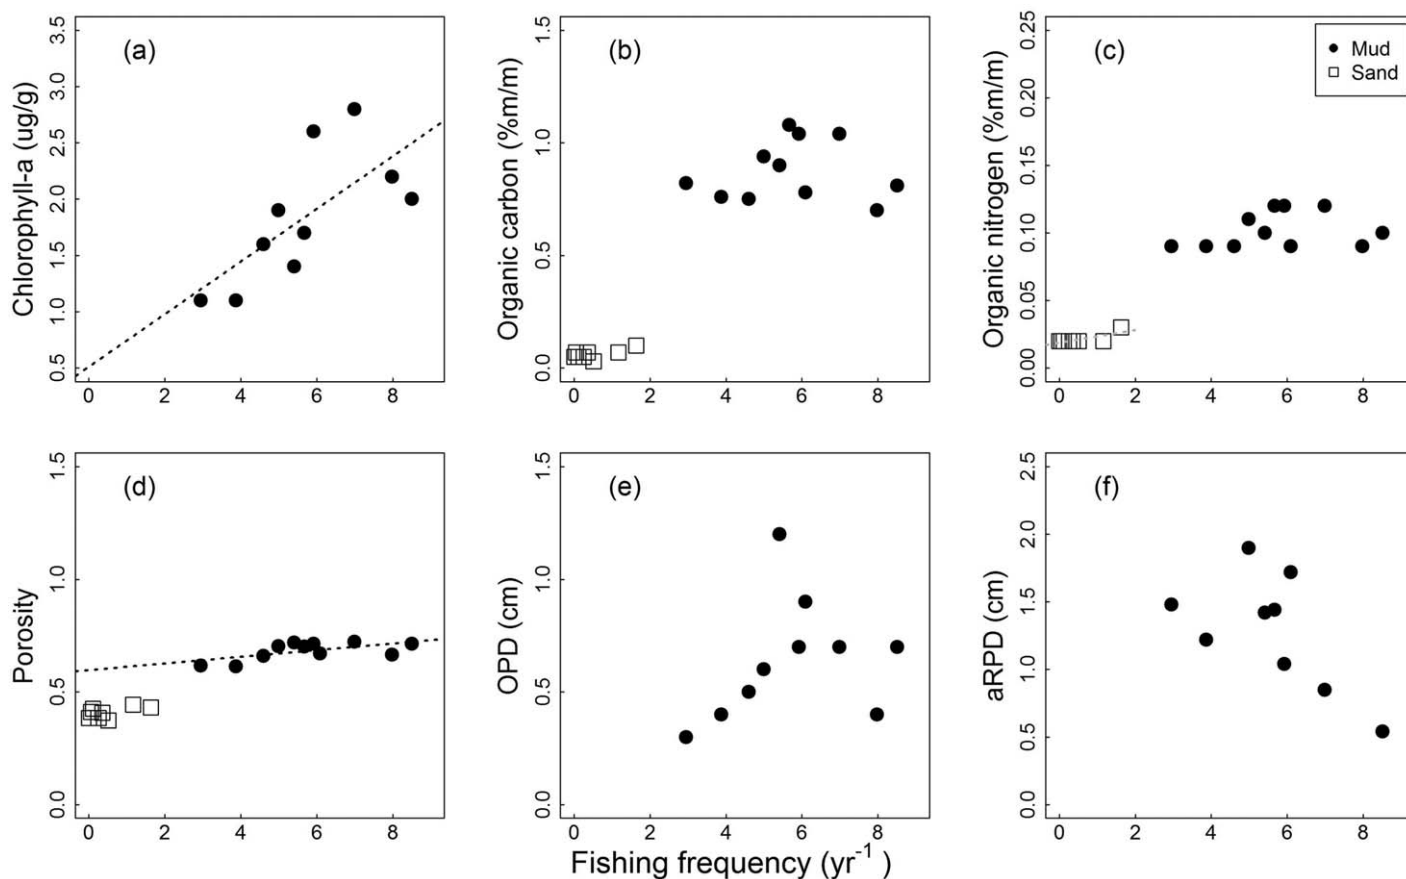 (a)
Chlorophyll-a (ug/g)
0.5 1.0 1.5 2.0 2.5 3.0 3.5
0 2 4 6 8
(b)
Organic carbon (%m/m)
0.0 0.5 1.0 1.5
0 2 4 6 8
(c)
Organic nitrogen (%m/m)
0.00 0.05 0.10 0.15 0.20 0.25
0 2 4 6 8
Mud
Sand
(d)
Porosity
0.0 0.5 1.0 1.5
0 2 4 6 8
(e)
OPD (cm)
0.0 0.5 1.0 1.5
0 2 4 6 8
(f)
aRPD (cm)
0.0 0.5 1.0 1.5 2.0 2.5
0 2 4 6 8
Fishing frequency (yr⁻¹ )